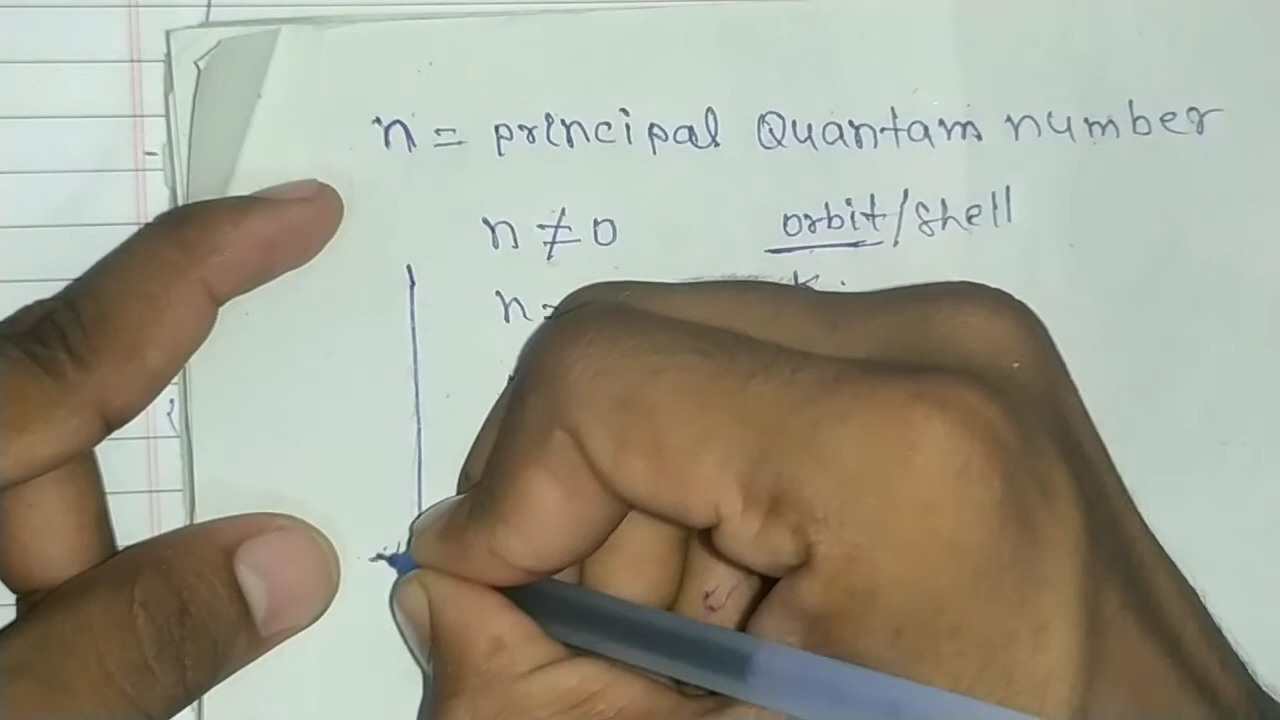 n = principal Quantam number
n ≠ 0 orbit/shell
n =
K